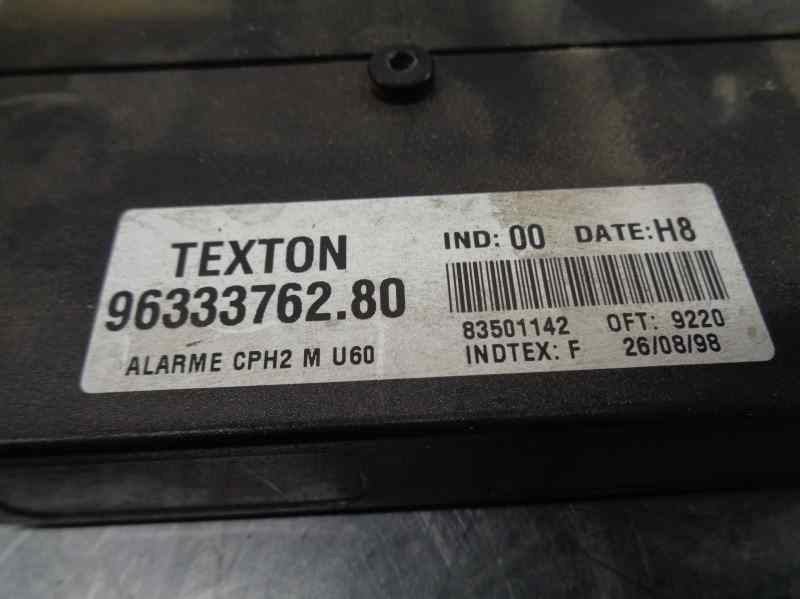 TEXTON
96333762.80
ALARME CPH2 M U60
IND: 00 DATE: H8
83501142 OFT: 9220
INDTEX: F 26/08/98